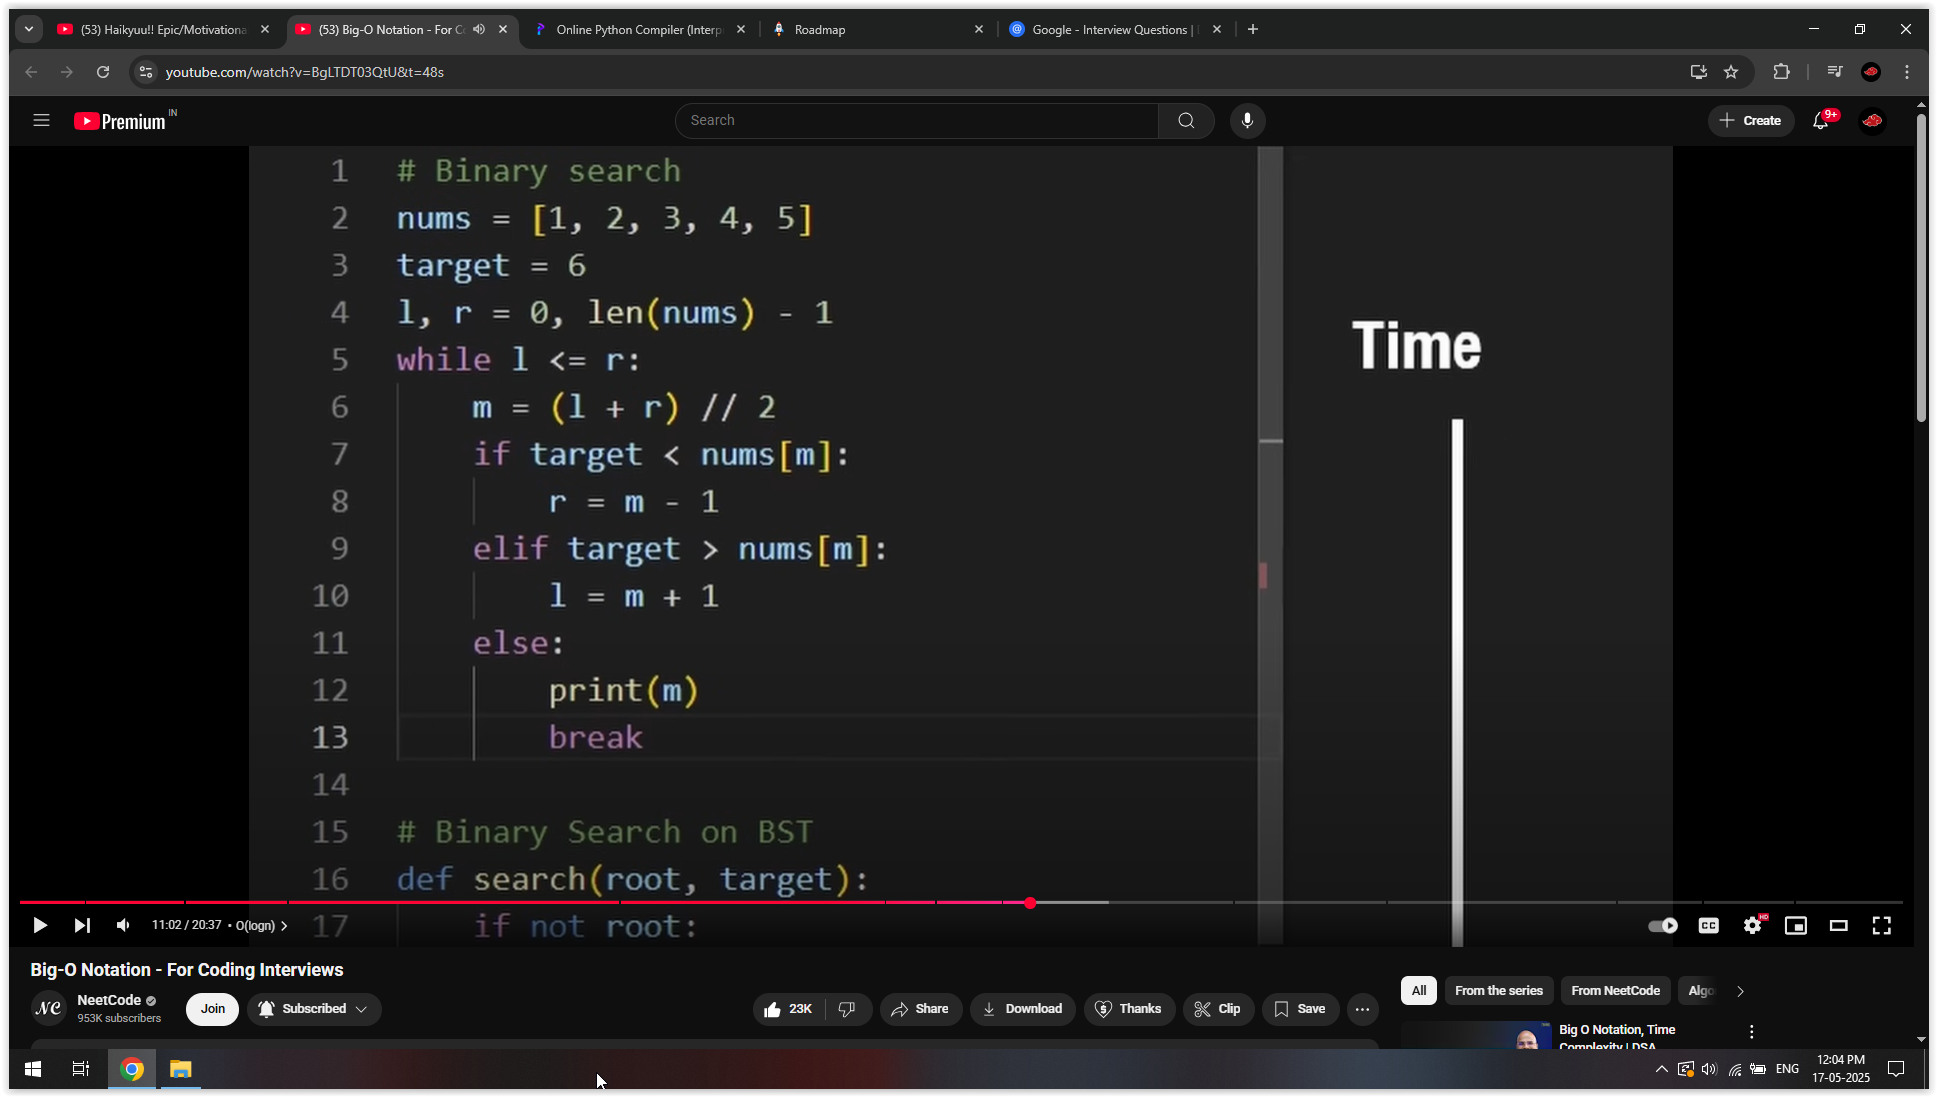 (53) Haikyuu!! Epic/Motivationa
(53) Big-O Notation - For C
Online Python Compiler (Interp
Roadmap
Google - Interview Questions |
youtube.com/watch?v=BgLTDT03QtU&t=48s
Premium IN
Search
Create
9+
1 # Binary search
2 nums = [1, 2, 3, 4, 5]
3 target = 6
4 l, r = 0, len(nums) - 1
5 while l <= r:
6 m = (l + r) // 2
7 if target < nums[m]:
8 r = m - 1
9 elif target > nums[m]:
10 l = m + 1
11 else:
12 print(m)
13 break
14
15 # Binary Search on BST
16 def search(root, target):
17 if not root:
Time
11:02 / 20:37 • O(logn)
CC
HD
Big-O Notation - For Coding Interviews
NC
NeetCode
953K subscribers
Join
Subscribed
23K
Share
Download
Thanks
Clip
Save
All
From the series
From NeetCode
Algo
Big O Notation, Time
Complexity | DSA
ENG
12:04 PM
17-05-2025